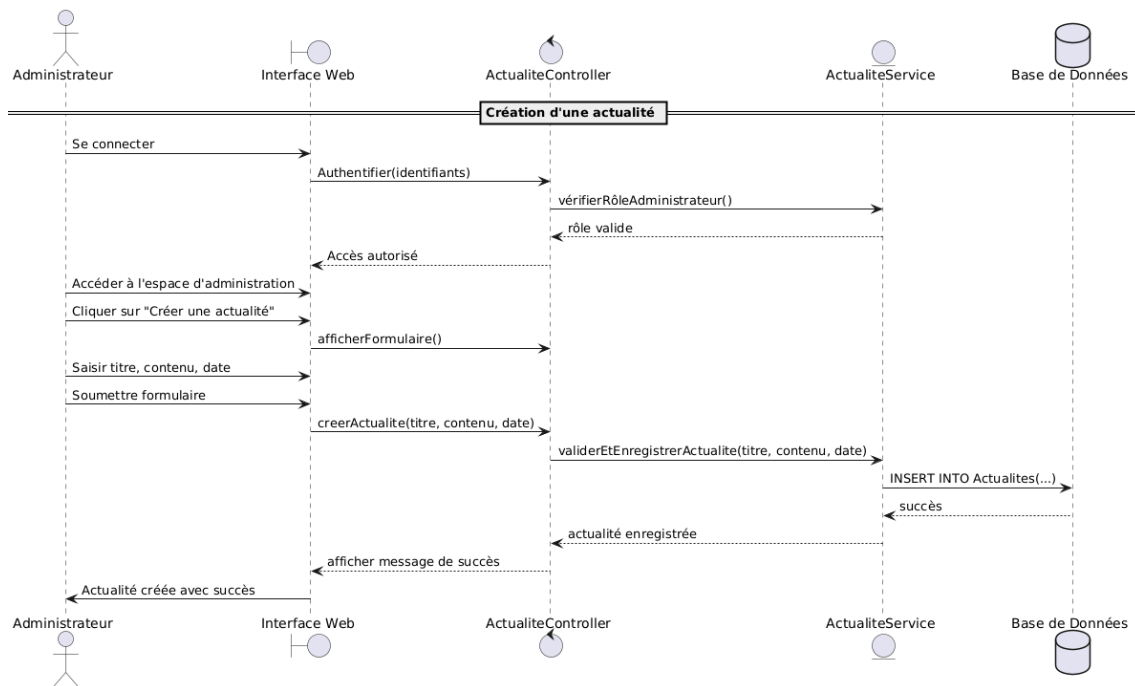 Administrateur
Interface Web
ActualiteController
ActualiteService
Base de Données
Création d'une actualité
Se connecter
Authentifier(identifiants)
vérifierRôleAdministrateur()
rôle valide
Accès autorisé
Accéder à l'espace d'administration
Cliquer sur "Créer une actualité"
afficherFormulaire()
Saisir titre, contenu, date
Soumettre formulaire
creerActualite(titre, contenu, date)
validerEtEnregistrerActualite(titre, contenu, date)
INSERT INTO Actualites(...)
succès
actualité enregistrée
afficher message de succès
Actualité créée avec succès
Administrateur
Interface Web
ActualiteController
ActualiteService
Base de Données